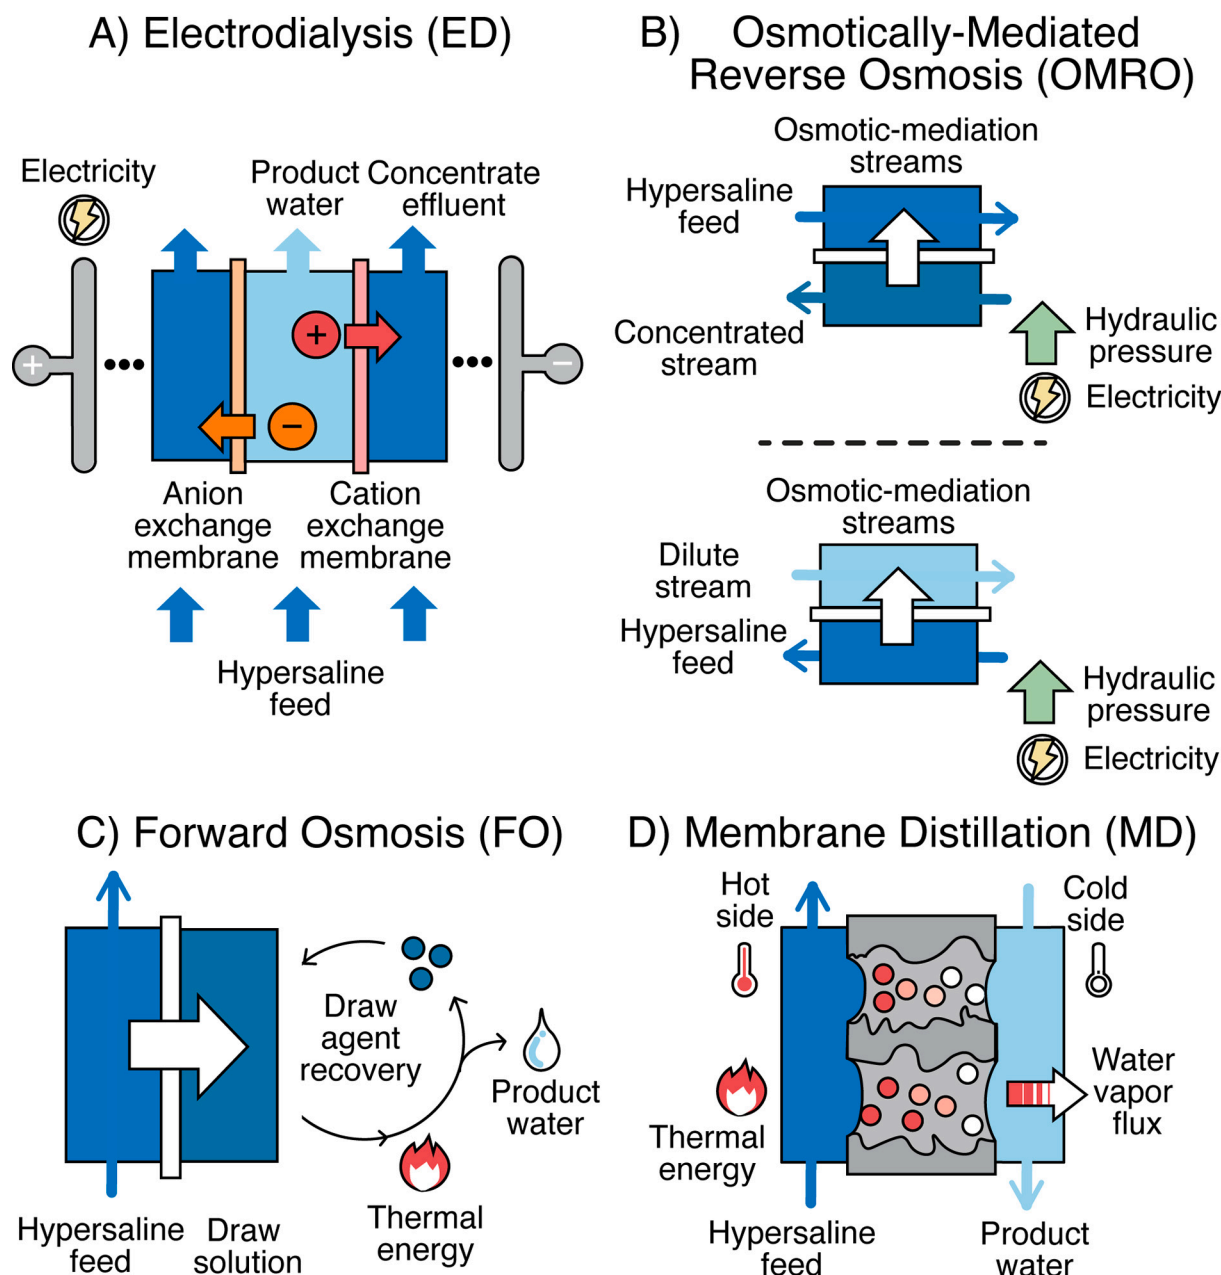 A) Electrodialysis (ED)
Electricity
Product
water
Concentrate
effluent
+
+
−
−
Anion
exchange
membrane
Cation
exchange
membrane
Hypersaline
feed
B) Osmotically-Mediated
Reverse Osmosis (OMRO)
Osmotic-mediation
streams
Hypersaline
feed
Concentrated
stream
Hydraulic
pressure
Electricity
Osmotic-mediation
streams
Dilute
stream
Hypersaline
feed
Hydraulic
pressure
Electricity
C) Forward Osmosis (FO)
Draw
agent
recovery
Product
water
Thermal
energy
Hypersaline
feed
Draw
solution
D) Membrane Distillation (MD)
Hot
side
Cold
side
Thermal
energy
Water
vapor
flux
Hypersaline
feed
Product
water